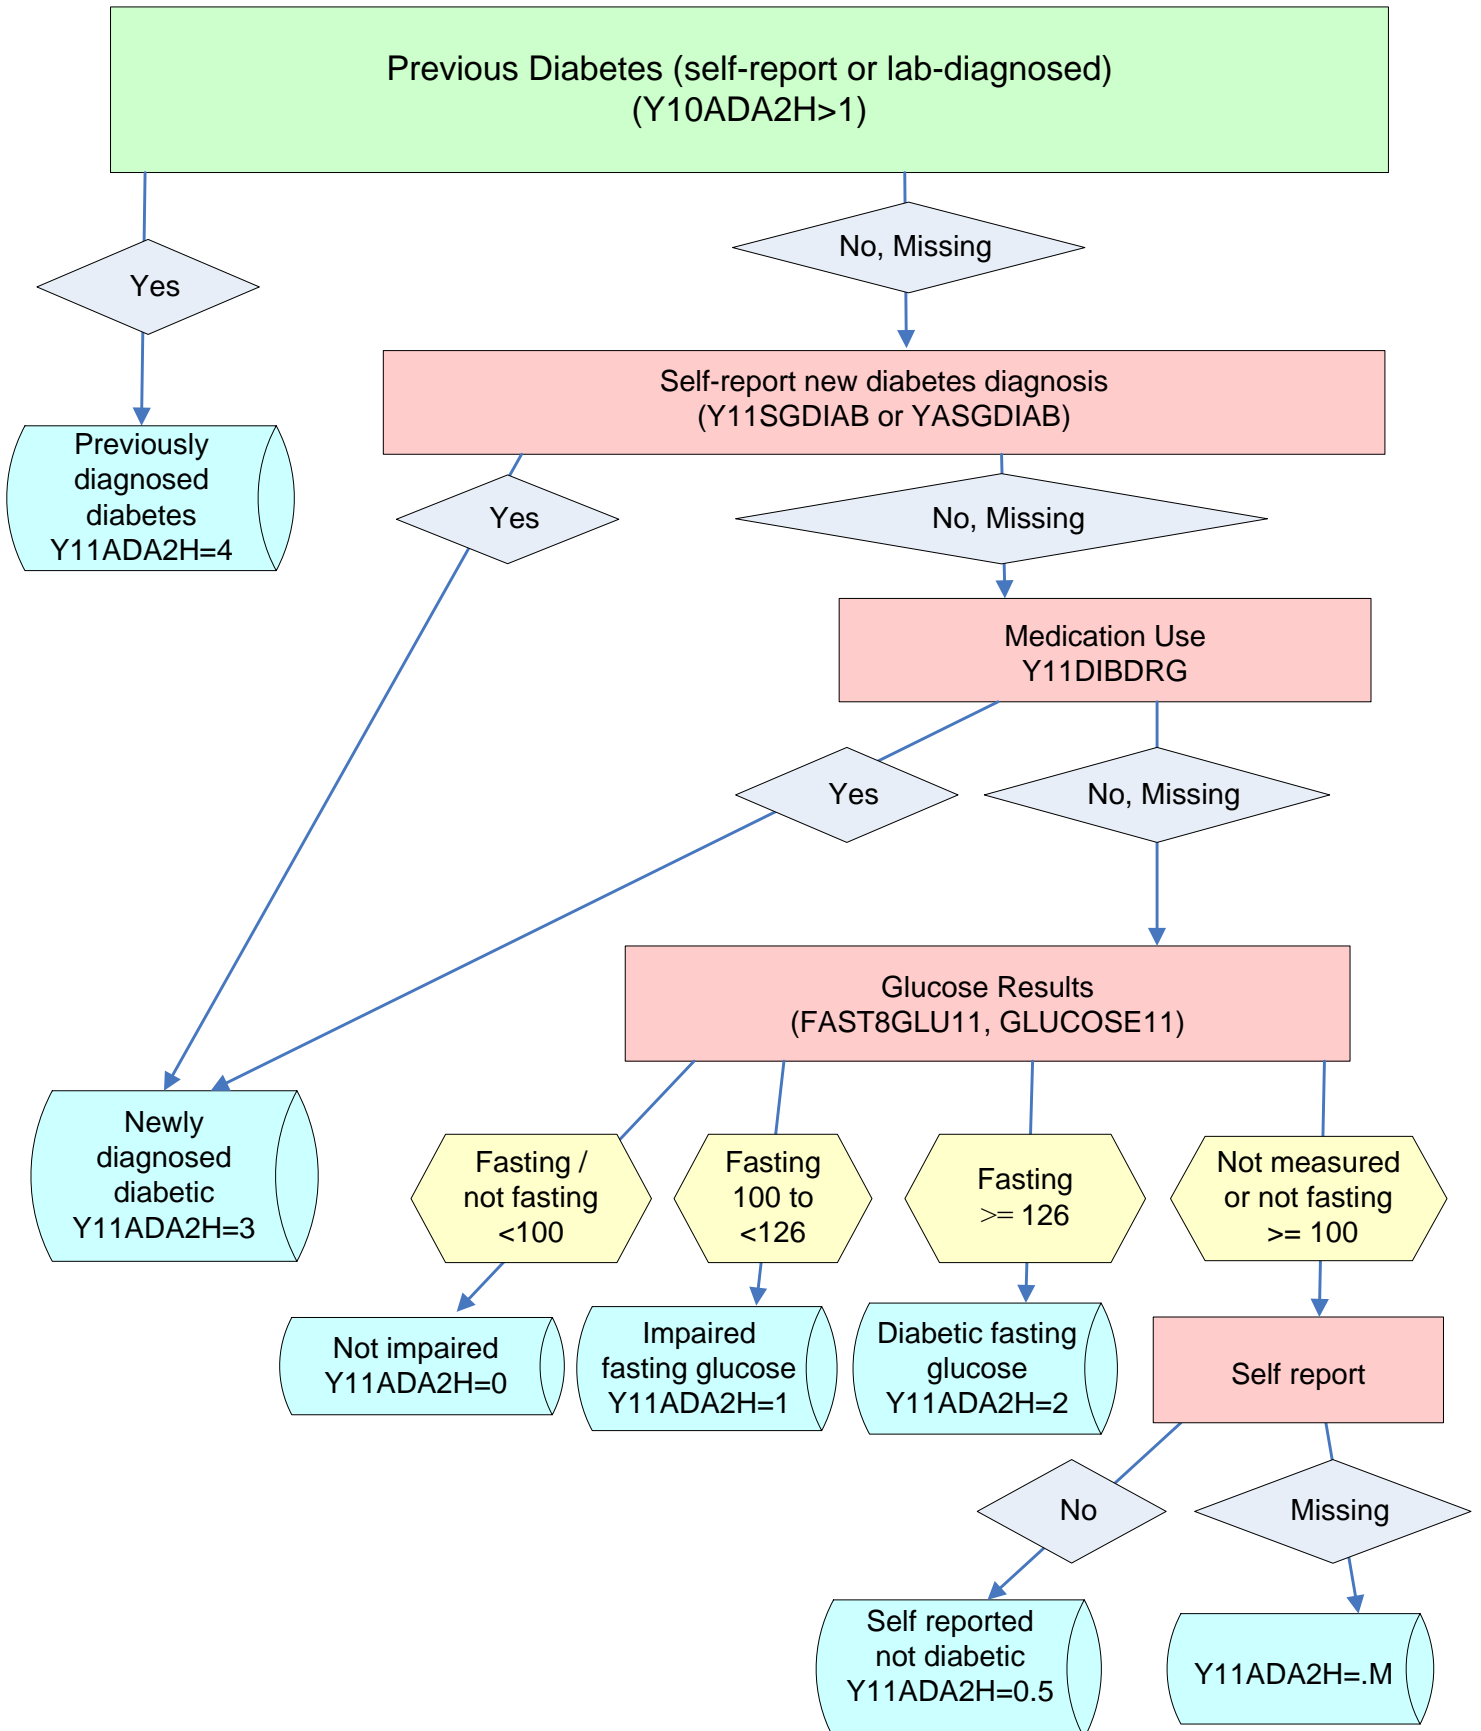 Previous Diabetes (self-report or lab-diagnosed)
(Y10ADA2H>1)
Yes
No, Missing
Previously
diagnosed
diabetes
Y11ADA2H=4
Self-report new diabetes diagnosis
(Y11SGDIAB or YASGDIAB)
Yes
No, Missing
Medication Use
Y11DIBDRG
Yes
No, Missing
Glucose Results
(FAST8GLU11, GLUCOSE11)
Newly
diagnosed
diabetic
Y11ADA2H=3
Fasting /
not fasting
<100
Fasting
100 to
<126
Fasting
>= 126
Not measured
or not fasting
>= 100
Not impaired
Y11ADA2H=0
Impaired
fasting glucose
Y11ADA2H=1
Diabetic fasting
glucose
Y11ADA2H=2
Self report
No
Missing
Self reported
not diabetic
Y11ADA2H=0.5
Y11ADA2H=.M